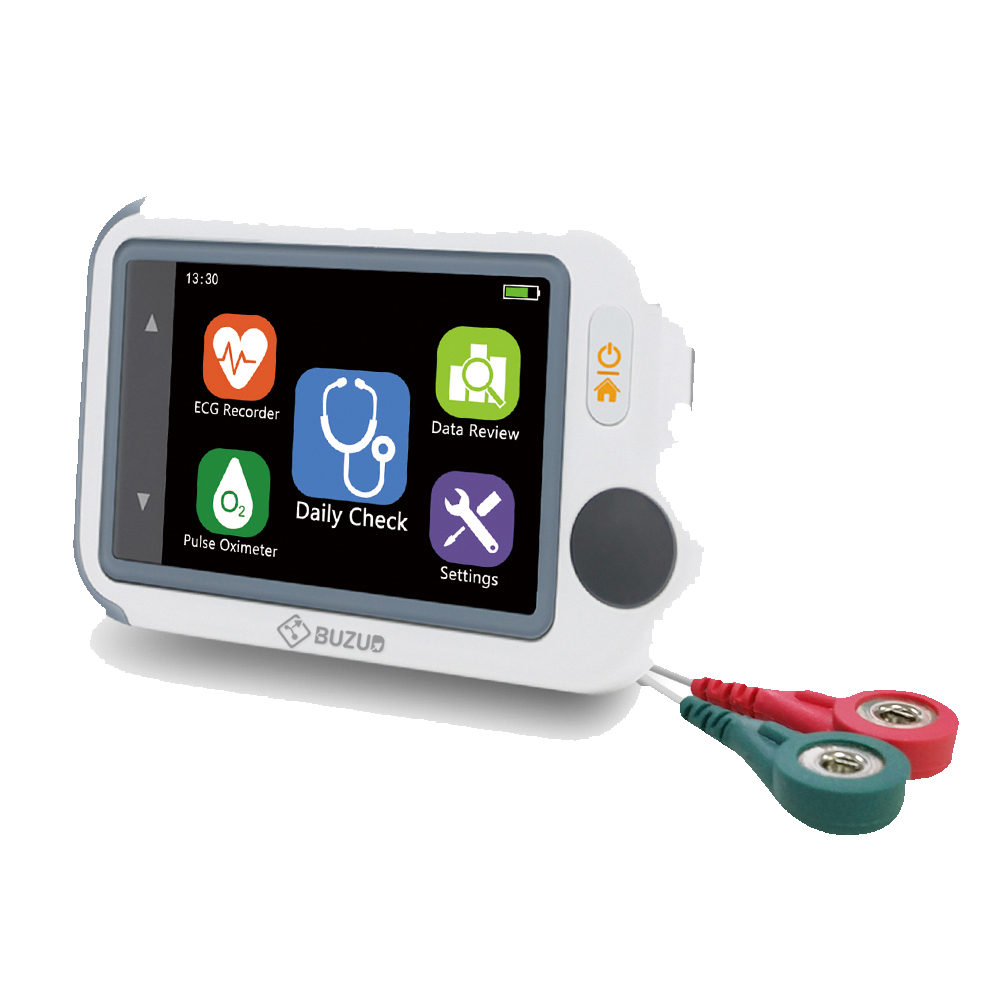 13:30
ECG Recorder
Data Review
Daily Check
O2
Pulse Oximeter
Settings
BUZUD